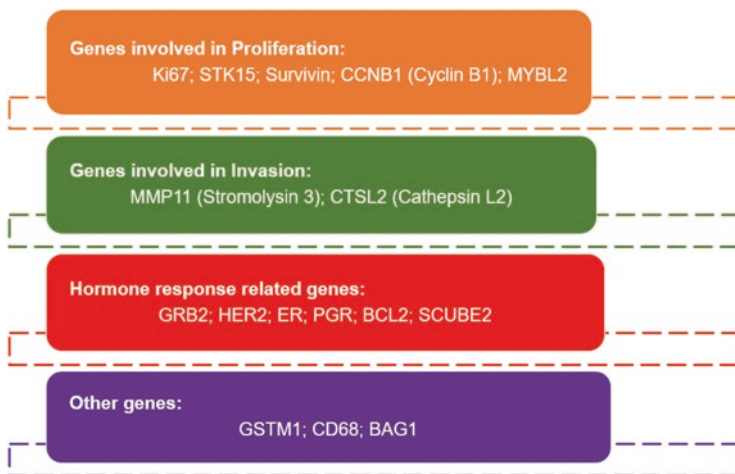 Genes involved in Proliferation:
Ki67; STK15; Survivin; CCNB1 (Cyclin B1); MYBL2
Genes involved in Invasion:
MMP11 (Stromolysin 3); CTSL2 (Cathepsin L2)
Hormone response related genes:
GRB2; HER2; ER; PGR; BCL2; SCUBE2
Other genes:
GSTM1; CD68; BAG1